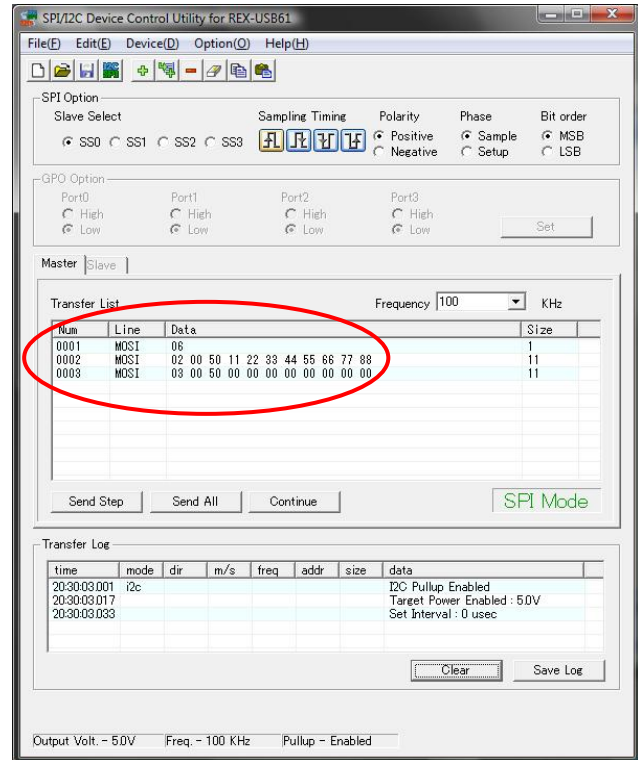 SPI/I2C Device Control Utility for REX-USB61
File(F) Edit(E) Device(D) Option(O) Help(H)
SPI Option
Slave Select Sampling Timing Polarity Phase Bit order
SS0 SS1 SS2 SS3 Positive Sample MSB
Negative Setup LSB
GPO Option
Port0 Port1 Port2 Port3
High High High High
Low Low Low Low Set
Master Slave
Transfer List Frequency 100 KHz
Num Line Data Size
0001 MOSI 06 1
0002 MOSI 02 00 50 11 22 33 44 55 66 77 88 11
0003 MOSI 03 00 50 00 00 00 00 00 00 00 00 11
Send Step Send All Continue SPI Mode
Transfer Log
time mode dir m/s freq addr size data
20:30:03.001 i2c I2C Pullup Enabled
20:30:03.017 Target Power Enabled : 5.0V
20:30:03.033 Set Interval : 0 usec
Clear Save Log
Output Volt. - 5.0V Freq. - 100 KHz Pullup - Enabled